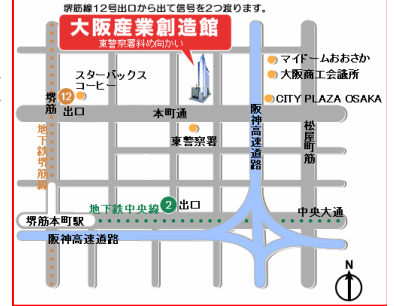 堺筋線12号出口から出て信号を2つ渡ります。
大阪産業創造館
東警察署斜め向かい
マイドームおおさか
大阪商工会議所
CITY PLAZA OSAKA
スターバックス
コーヒー
堺筋
12
出口
本町通
東警察署
阪神高速道路
松屋町筋
地下鉄堺筋線
地下鉄中央線
2
出口
堺筋本町駅
中央大通
阪神高速道路
N